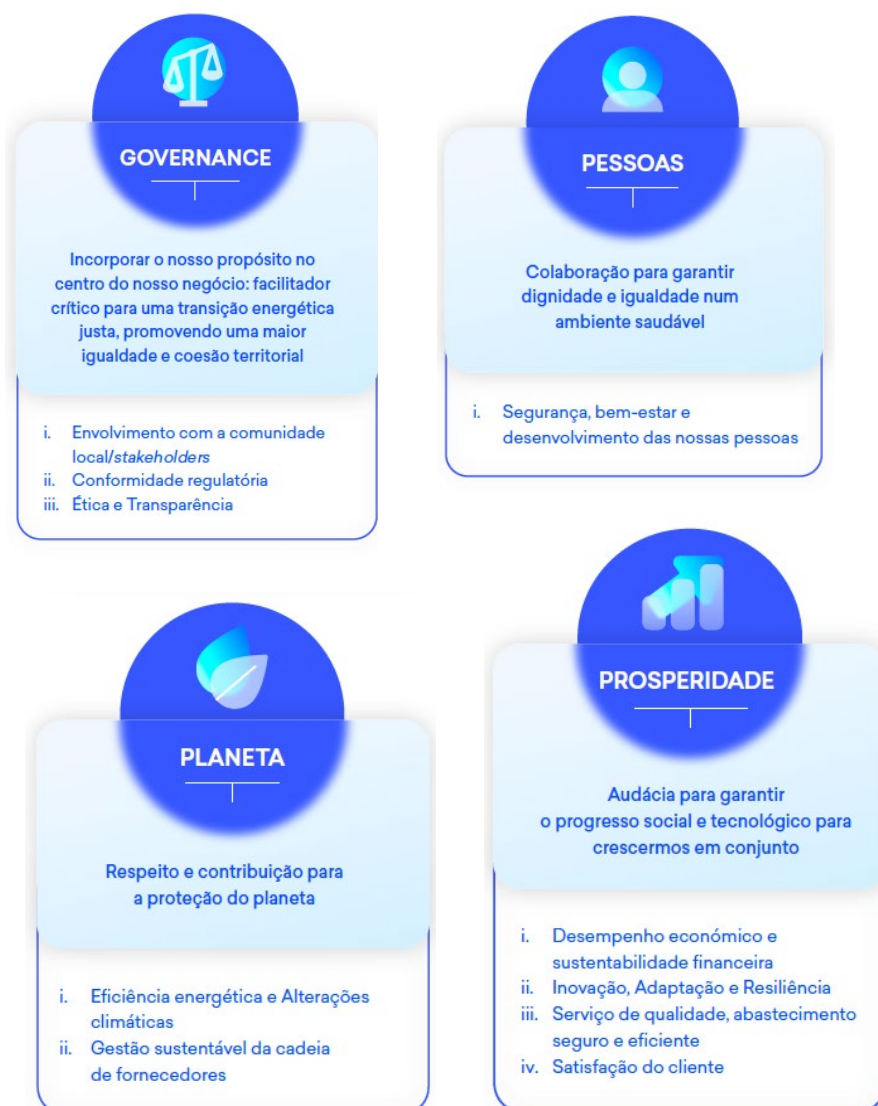 GOVERNANCE
Incorporar o nosso propósito no
centro do nosso negócio: facilitador
crítico para uma transição energética
justa, promovendo uma maior
igualdade e coesão territorial
i. Envolvimento com a comunidade
local/stakeholders
ii. Conformidade regulatória
iii. Ética e Transparência
PESSOAS
Colaboração para garantir
dignidade e igualdade num
ambiente saudável
i. Segurança, bem-estar e
desenvolvimento das nossas pessoas
PLANETA
Respeito e contribuição para
a proteção do planeta
i. Eficiência energética e Alterações
climáticas
ii. Gestão sustentável da cadeia
de fornecedores
PROSPERIDADE
Audácia para garantir
o progresso social e tecnológico para
crescermos em conjunto
i. Desempenho económico e
sustentabilidade financeira
ii. Inovação, Adaptação e Resiliência
iii. Serviço de qualidade, abastecimento
seguro e eficiente
iv. Satisfação do cliente